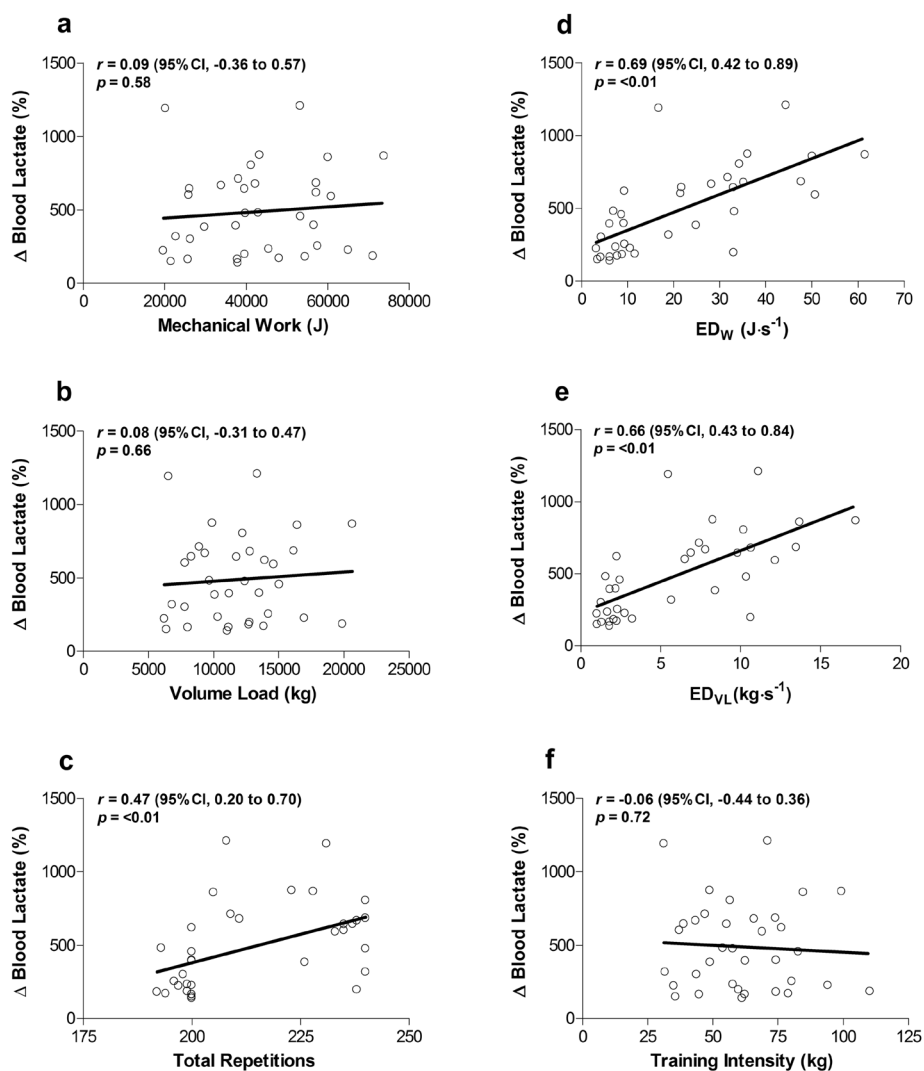 a
r = 0.09 (95%CI, -0.36 to 0.57)
p = 0.58
1500
1000
500
0
Δ Blood Lactate (%)
0 20000 40000 60000 80000
Mechanical Work (J)
d
r = 0.69 (95%CI, 0.42 to 0.89)
p = <0.01
1500
1000
500
0
Δ Blood Lactate (%)
0 10 20 30 40 50 60 70
EDW (J·s-1)
b
r = 0.08 (95%CI, -0.31 to 0.47)
p = 0.66
1500
1000
500
0
Δ Blood Lactate (%)
0 5000 10000 15000 20000 25000
Volume Load (kg)
e
r = 0.66 (95%CI, 0.43 to 0.84)
p = <0.01
1500
1000
500
0
Δ Blood Lactate (%)
0 5 10 15 20
EDVL(kg·s-1)
c
r = 0.47 (95%CI, 0.20 to 0.70)
p = <0.01
1500
1000
500
0
Δ Blood Lactate (%)
175 200 225 250
Total Repetitions
f
r = -0.06 (95%CI, -0.44 to 0.36)
p = 0.72
1500
1000
500
0
Δ Blood Lactate (%)
0 25 50 75 100 125
Training Intensity (kg)